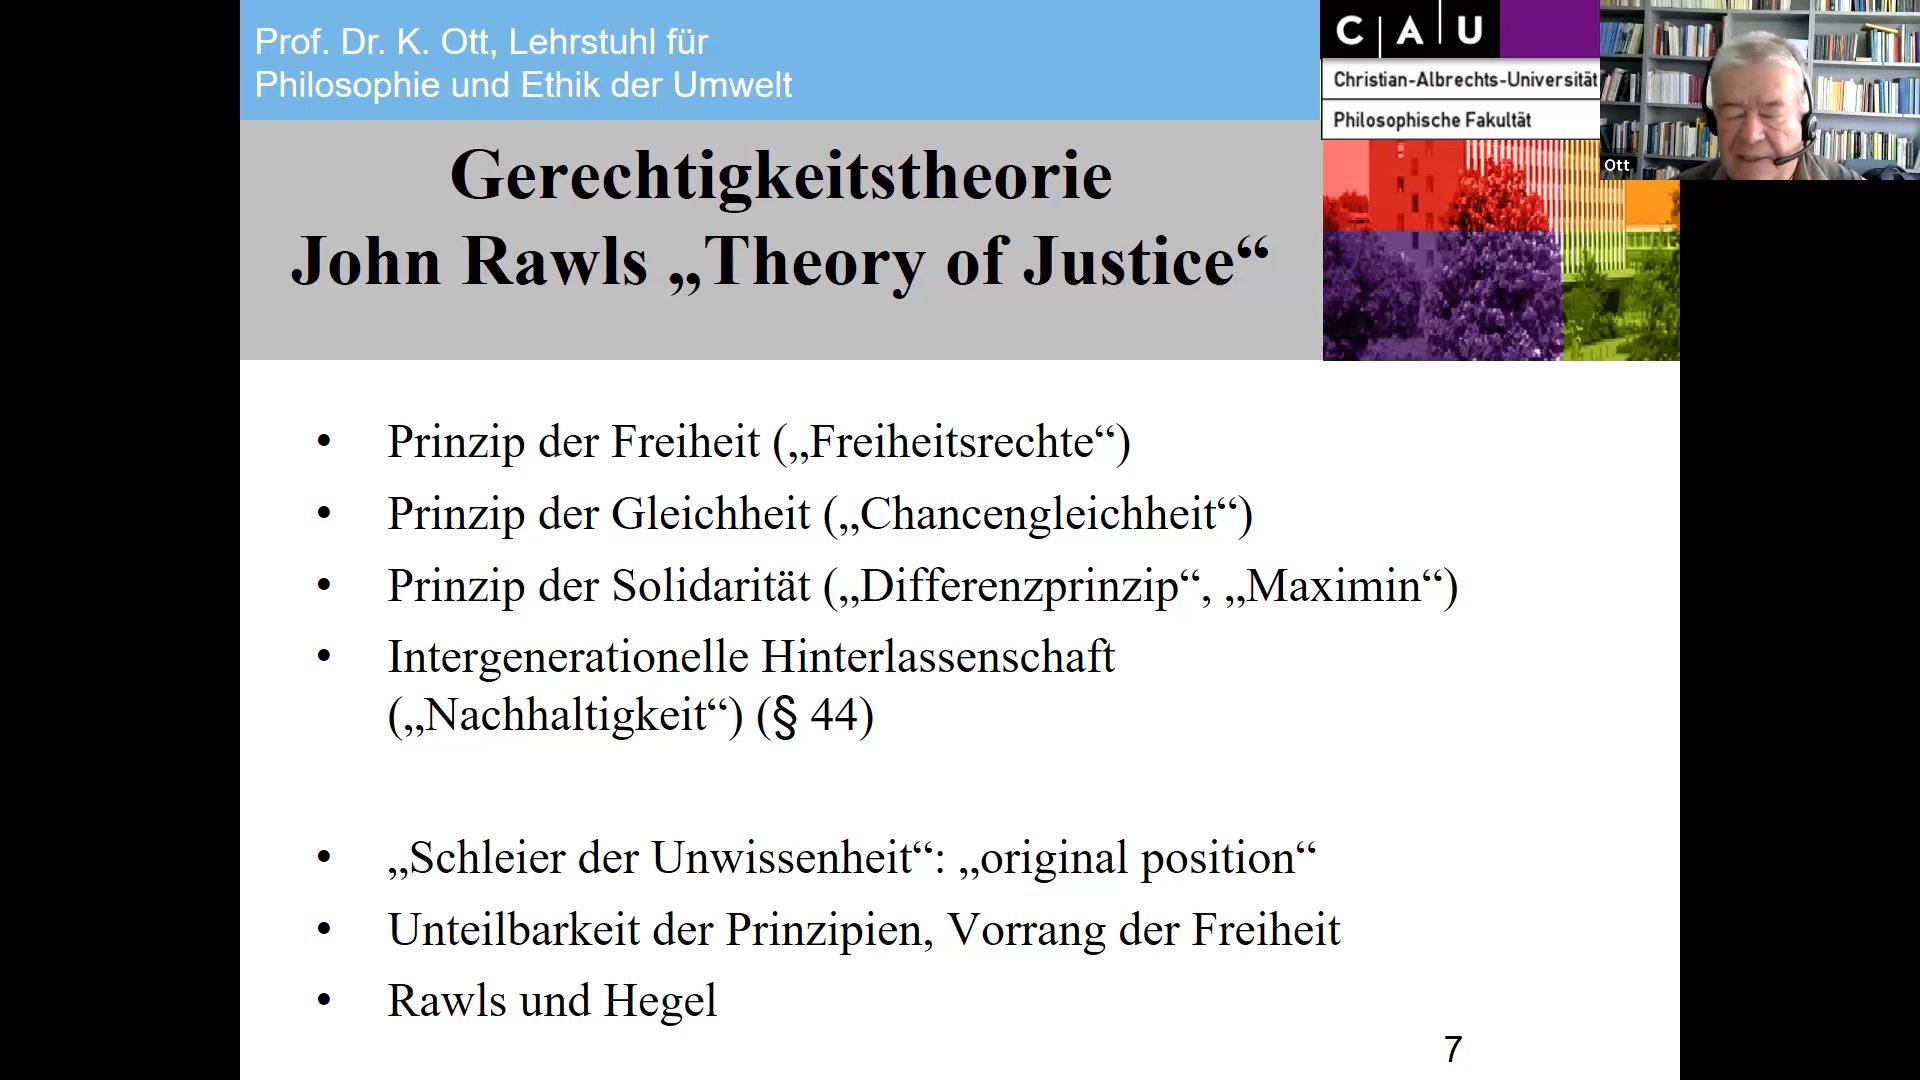 Prof. Dr. K. Ott, Lehrstuhl für
Philosophie und Ethik der Umwelt
C|A|U
Christian-Albrechts-Universität
Philosophische Fakultät
Ott
Gerechtigkeitstheorie
John Rawls „Theory of Justice“
• Prinzip der Freiheit („Freiheitsrechte“)
• Prinzip der Gleichheit („Chancengleichheit“)
• Prinzip der Solidarität („Differenzprinzip“, „Maximin“)
• Intergenerationelle Hinterlassenschaft
(„Nachhaltigkeit“) (§ 44)
• „Schleier der Unwissenheit“: „original position“
• Unteilbarkeit der Prinzipien, Vorrang der Freiheit
• Rawls und Hegel
7